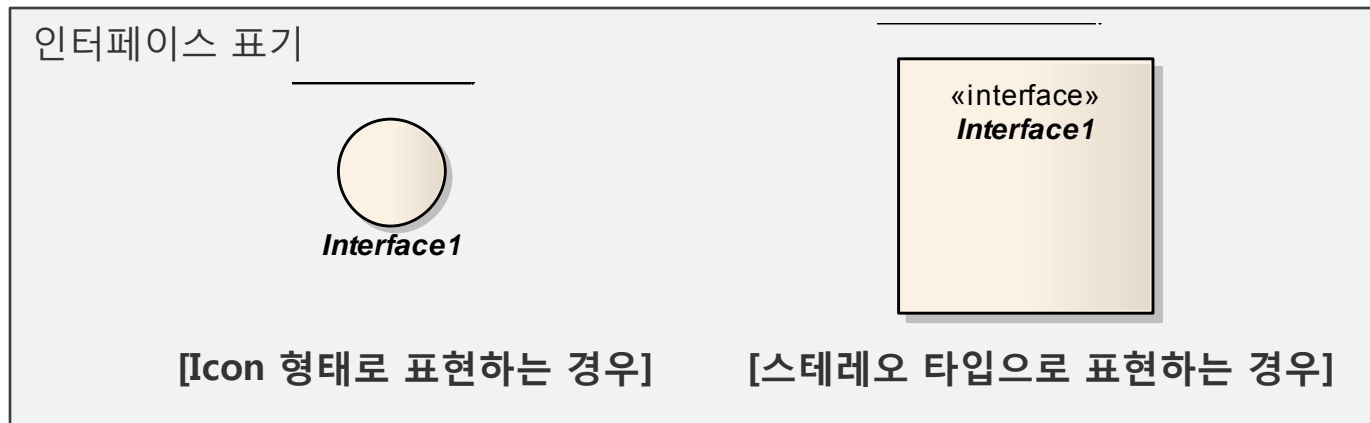 인터페이스 표기
«interface»
Interface1
Interface1
[Icon 형태로 표현하는 경우]
[스테레오 타입으로 표현하는 경우]